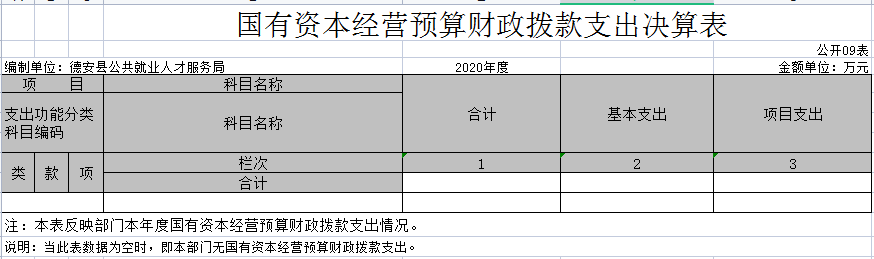 国有资本经营预算财政拨款支出决算表
公开09表
编制单位：德安县公共就业人才服务局 2020年度 金额单位：万元
项 目 科目名称
支出功能分类科目编码 科目名称 合计 基本支出 项目支出
类 款 项 栏次 1 2 3
合计
注：本表反映部门本年度国有资本经营预算财政拨款支出情况。
说明：当此表数据为空时，即本部门无国有资本经营预算财政拨款支出。